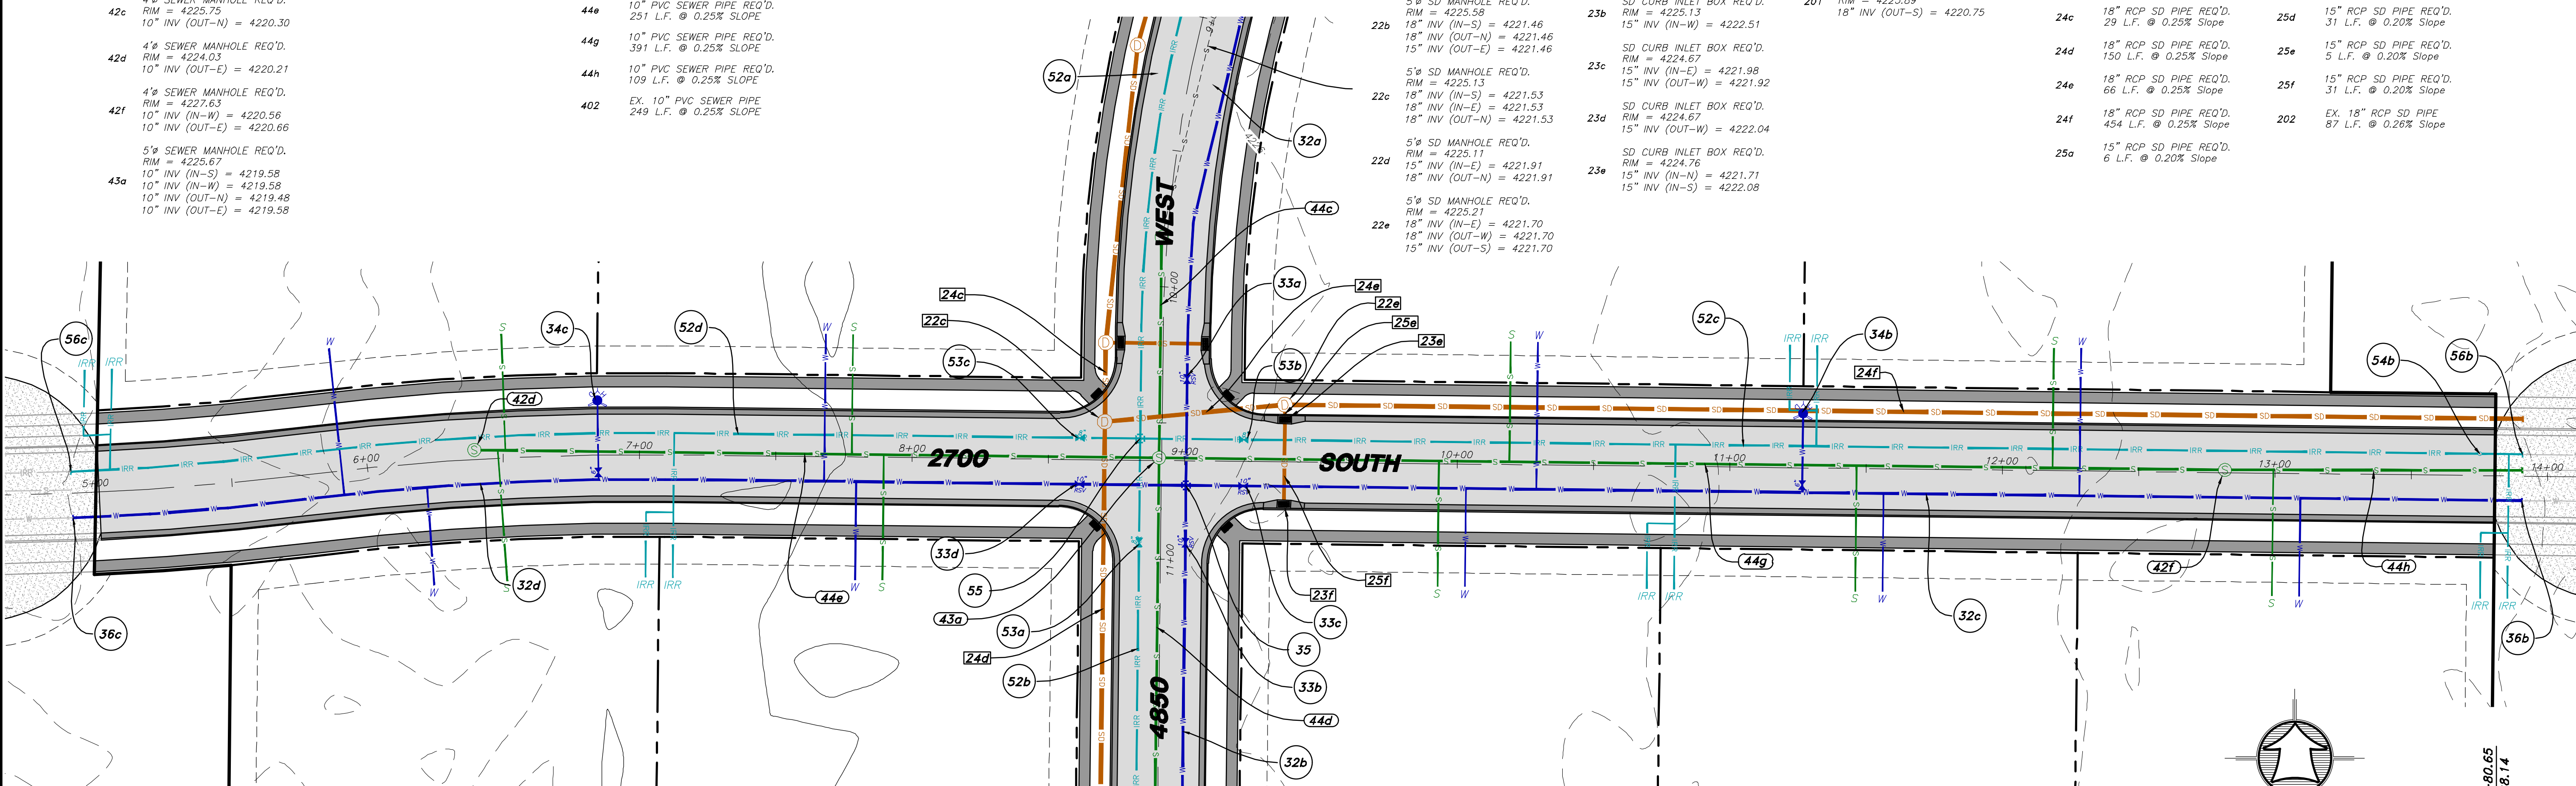 42c
4'ø SEWER MANHOLE REQ'D.
RIM = 4225.75
10" INV (OUT-N) = 4220.30
42d
4'ø SEWER MANHOLE REQ'D.
RIM = 4224.03
10" INV (OUT-E) = 4220.21
42f
4'ø SEWER MANHOLE REQ'D.
RIM = 4227.63
10" INV (IN-W) = 4220.56
10" INV (OUT-E) = 4220.66
43a
5'ø SEWER MANHOLE REQ'D.
RIM = 4225.67
10" INV (IN-S) = 4219.58
10" INV (IN-W) = 4219.58
10" INV (OUT-N) = 4219.48
10" INV (OUT-E) = 4219.58
44e
10" PVC SEWER PIPE REQ'D.
251 L.F. @ 0.25% SLOPE
44g
10" PVC SEWER PIPE REQ'D.
391 L.F. @ 0.25% SLOPE
44h
10" PVC SEWER PIPE REQ'D.
109 L.F. @ 0.25% SLOPE
402
EX. 10" PVC SEWER PIPE
249 L.F. @ 0.25% SLOPE
22b
5'ø SD MANHOLE REQ'D.
RIM = 4225.58
18" INV (IN-S) = 4221.46
18" INV (OUT-N) = 4221.46
15" INV (OUT-E) = 4221.46
22c
5'ø SD MANHOLE REQ'D.
RIM = 4225.13
18" INV (IN-S) = 4221.53
18" INV (IN-E) = 4221.53
18" INV (OUT-N) = 4221.53
22d
5'ø SD MANHOLE REQ'D.
RIM = 4225.11
15" INV (IN-E) = 4221.91
18" INV (OUT-N) = 4221.91
22e
5'ø SD MANHOLE REQ'D.
RIM = 4225.21
18" INV (IN-E) = 4221.70
18" INV (OUT-W) = 4221.70
15" INV (OUT-S) = 4221.70
23b
SD CURB INLET BOX REQ'D.
RIM = 4225.13
15" INV (IN-W) = 4222.51
23c
SD CURB INLET BOX REQ'D.
RIM = 4224.67
15" INV (IN-E) = 4221.98
15" INV (OUT-W) = 4221.92
23d
SD CURB INLET BOX REQ'D.
RIM = 4224.67
15" INV (OUT-W) = 4222.04
23e
SD CURB INLET BOX REQ'D.
RIM = 4224.76
15" INV (IN-N) = 4221.71
15" INV (IN-S) = 4222.08
201
RIM = 4225.89
18" INV (OUT-S) = 4220.75
24c
18" RCP SD PIPE REQ'D.
29 L.F. @ 0.25% Slope
24d
18" RCP SD PIPE REQ'D.
150 L.F. @ 0.25% Slope
24e
18" RCP SD PIPE REQ'D.
66 L.F. @ 0.25% Slope
24f
18" RCP SD PIPE REQ'D.
454 L.F. @ 0.25% Slope
25a
15" RCP SD PIPE REQ'D.
6 L.F. @ 0.20% Slope
25d
15" RCP SD PIPE REQ'D.
31 L.F. @ 0.20% Slope
25e
15" RCP SD PIPE REQ'D.
5 L.F. @ 0.20% Slope
25f
15" RCP SD PIPE REQ'D.
31 L.F. @ 0.20% Slope
202
EX. 18" RCP SD PIPE
87 L.F. @ 0.26% Slope
52a
32a
WEST
44c
10+00
24c
22c
53c
33a
24e
22e
25e
23e
53b
56c
34c
52d
42d
52c
34b
24f
54b
56b
5+00
6+00
7+00
8+00
2700
9+00
SOUTH
10+00
11+00
12+00
13+00
14+00
11+00
36c
32d
44e
33d
55
43a
53a
24d
52b
4850
25f
23f
33c
35
33b
44d
32b
44g
32c
42f
44h
36b
80.65
8.14